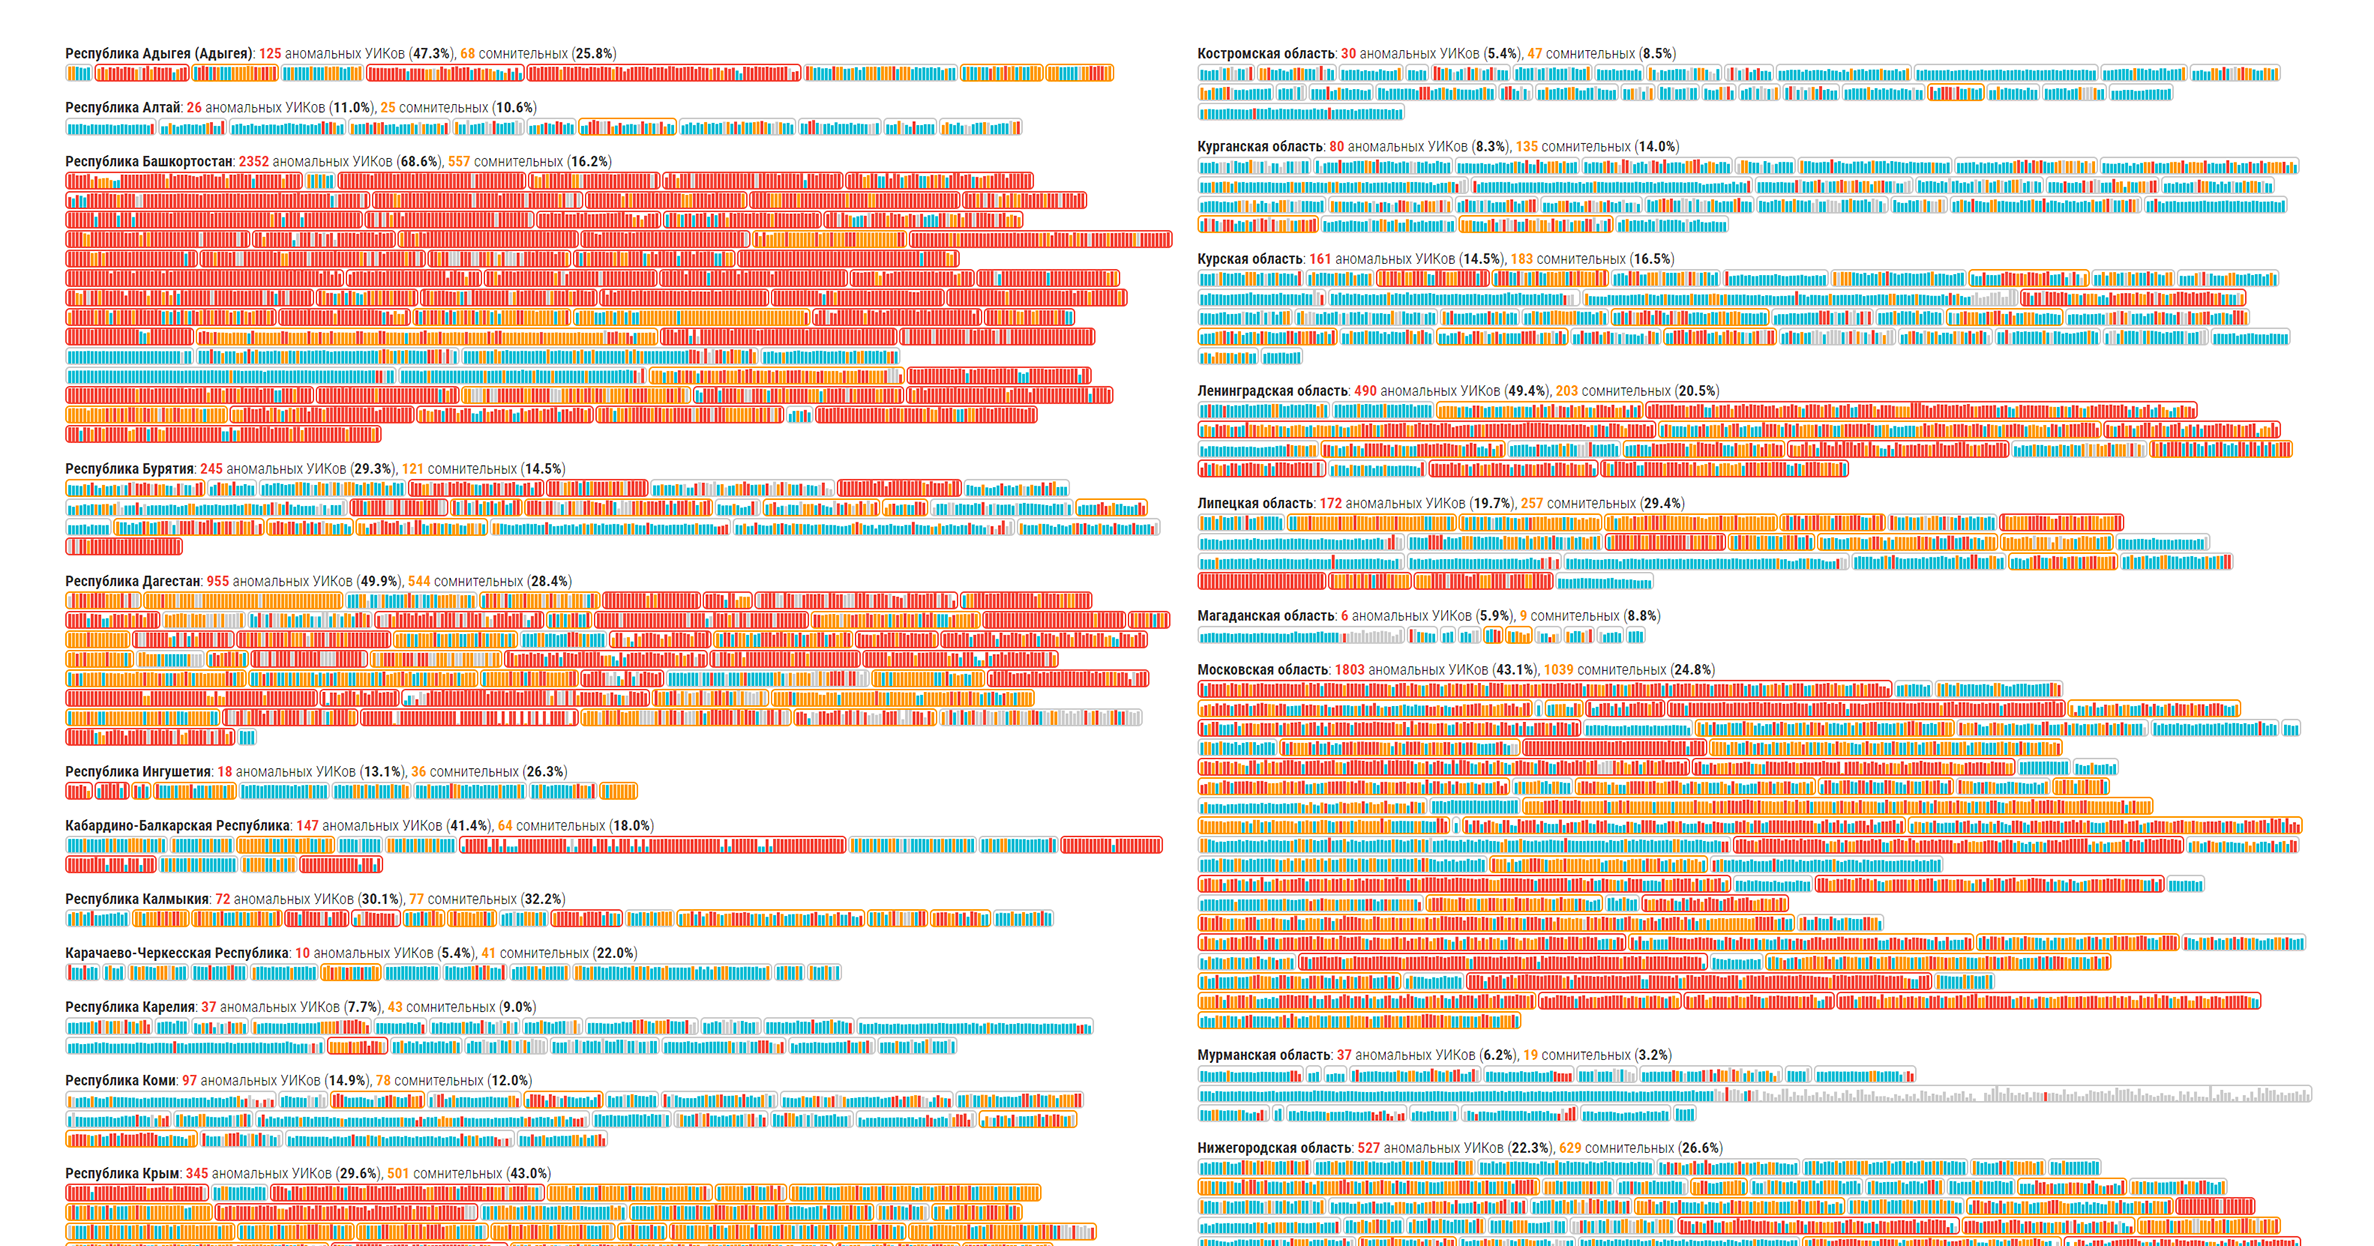 Республика Адыгея (Адыгея): 125 аномальных УИКов (47.3%), 68 сомнительных (25.8%)
Республика Алтай: 26 аномальных УИКов (11.0%), 25 сомнительных (10.6%)
Республика Башкортостан: 2352 аномальных УИКов (68.6%), 557 сомнительных (16.2%)
Республика Бурятия: 245 аномальных УИКов (29.3%), 121 сомнительных (14.5%)
Республика Дагестан: 955 аномальных УИКов (49.9%), 544 сомнительных (28.4%)
Республика Ингушетия: 18 аномальных УИКов (13.1%), 36 сомнительных (26.3%)
Кабардино-Балкарская Республика: 147 аномальных УИКов (41.4%), 64 сомнительных (18.0%)
Республика Калмыкия: 72 аномальных УИКов (30.1%), 77 сомнительных (32.2%)
Карачаево-Черкесская Республика: 10 аномальных УИКов (5.4%), 41 сомнительных (22.0%)
Республика Карелия: 37 аномальных УИКов (7.7%), 43 сомнительных (9.0%)
Республика Коми: 97 аномальных УИКов (14.9%), 78 сомнительных (12.0%)
Республика Крым: 345 аномальных УИКов (29.6%), 501 сомнительных (43.0%)
Костромская область: 30 аномальных УИКов (5.4%), 47 сомнительных (8.5%)
Курганская область: 80 аномальных УИКов (8.3%), 135 сомнительных (14.0%)
Курская область: 161 аномальных УИКов (14.5%), 183 сомнительных (16.5%)
Ленинградская область: 490 аномальных УИКов (49.4%), 203 сомнительных (20.5%)
Липецкая область: 172 аномальных УИКов (19.7%), 257 сомнительных (29.4%)
Магаданская область: 6 аномальных УИКов (5.9%), 9 сомнительных (8.8%)
Московская область: 1803 аномальных УИКов (43.1%), 1039 сомнительных (24.8%)
Мурманская область: 37 аномальных УИКов (6.2%), 19 сомнительных (3.2%)
Нижегородская область: 527 аномальных УИКов (22.3%), 629 сомнительных (26.6%)